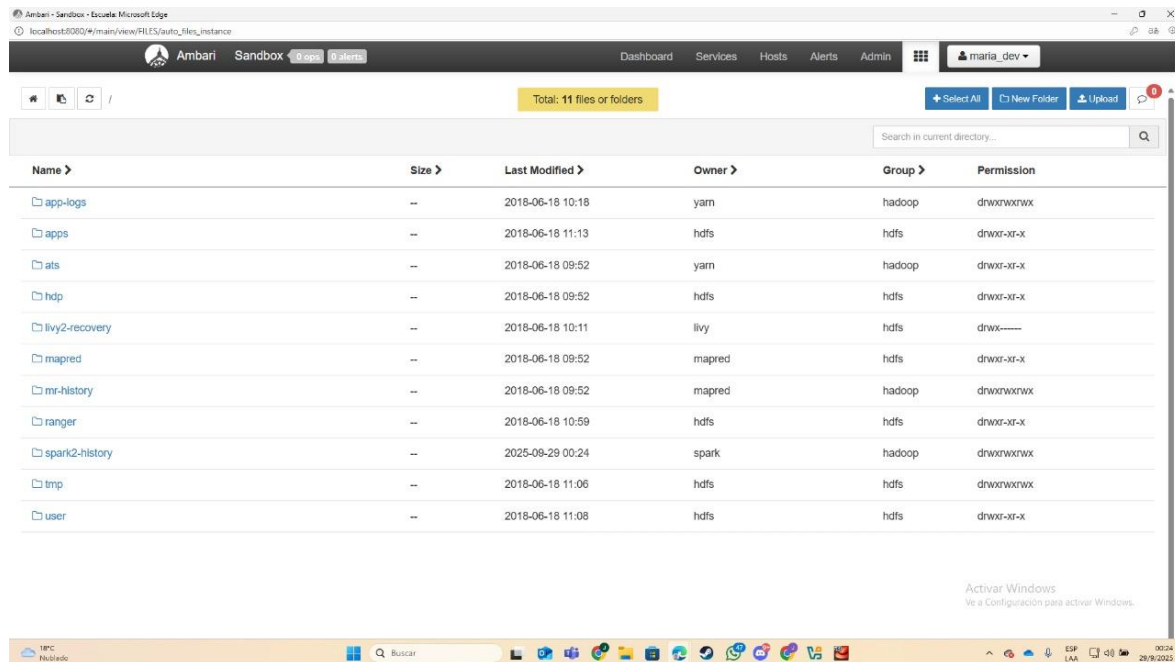 Ambari - Sandbox - Escuela: Microsoft Edge
localhost:8080/#/main/view/FILES/auto_files_instance
Ambari Sandbox 0 ops 0 alerts Dashboard Services Hosts Alerts Admin maria_dev
/ Total: 11 files or folders Select All New Folder Upload 0
Search in current directory...
Name Size Last Modified Owner Group Permission
app-logs -- 2018-06-18 10:18 yarn hadoop drwxrwxrwx
apps -- 2018-06-18 11:13 hdfs hdfs drwxr-xr-x
ats -- 2018-06-18 09:52 yarn hadoop drwxr-xr-x
hdp -- 2018-06-18 09:52 hdfs hdfs drwxr-xr-x
livy2-recovery -- 2018-06-18 10:11 livy hdfs drwx------
mapred -- 2018-06-18 09:52 mapred hdfs drwxr-xr-x
mr-history -- 2018-06-18 09:52 mapred hadoop drwxrwxrwx
ranger -- 2018-06-18 10:59 hdfs hdfs drwxr-xr-x
spark2-history -- 2025-09-29 00:24 spark hadoop drwxrwxrwx
tmp -- 2018-06-18 11:06 hdfs hdfs drwxrwxrwx
user -- 2018-06-18 11:08 hdfs hdfs drwxr-xr-x
Activar Windows
Ve a Configuración para activar Windows.
18°C
Nublado
Buscar
ESP
LAA
00:24
29/9/2025